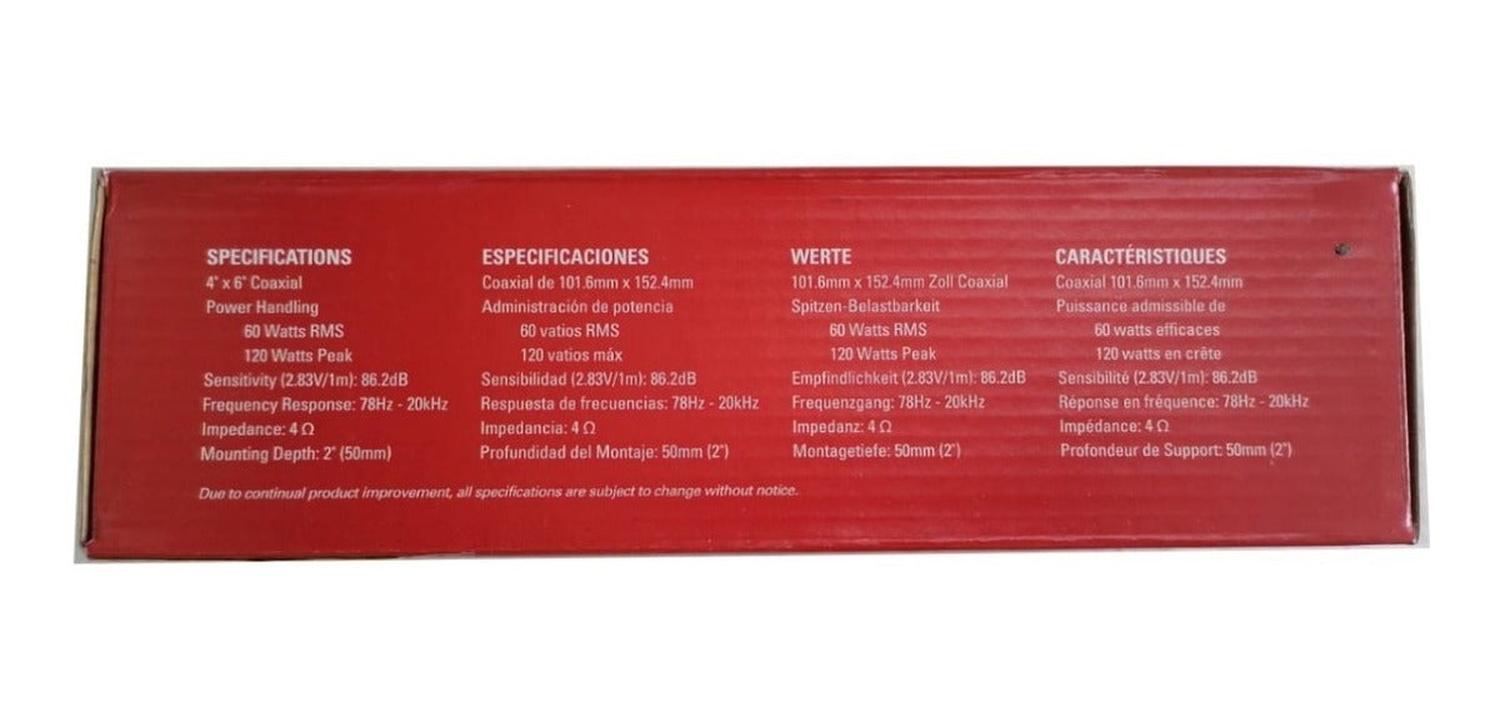 SPECIFICATIONS
4" x 6" Coaxial
Power Handling
60 Watts RMS
120 Watts Peak
Sensitivity (2.83V/1m): 86.2dB
Frequency Response: 78Hz - 20kHz
Impedance: 4 Ω
Mounting Depth: 2" (50mm)
ESPECIFICACIONES
Coaxial de 101.6mm x 152.4mm
Administración de potencia
60 vatios RMS
120 vatios máx
Sensibilidad (2.83V/1m): 86.2dB
Respuesta de frecuencias: 78Hz - 20kHz
Impedancia: 4 Ω
Profundidad del Montaje: 50mm (2")
WERTE
101.6mm x 152.4mm Zoll Coaxial
Spitzen-Belastbarkeit
60 Watts RMS
120 Watts Peak
Empfindlichkeit (2.83V/1m): 86.2dB
Frequenzgang: 78Hz - 20kHz
Impedanz: 4 Ω
Montagetiefe: 50mm (2")
CARACTÉRISTIQUES
Coaxial 101.6mm x 152.4mm
Puissance admissible de
60 watts efficaces
120 watts en crête
Sensibilité (2.83V/1m): 86.2dB
Réponse en fréquence: 78Hz - 20kHz
Impédance: 4 Ω
Profondeur de Support: 50mm (2")
Due to continual product improvement, all specifications are subject to change without notice.